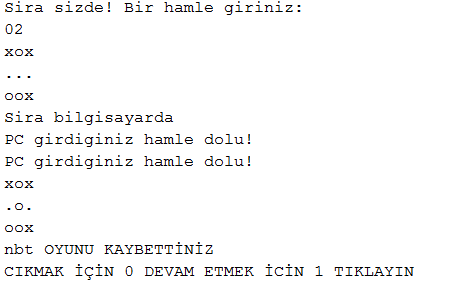 Sira sizde! Bir hamle giriniz:
02
xox
...
oox
Sira bilgisayarda
PC girdiginiz hamle dolu!
PC girdiginiz hamle dolu!
xox
.o.
oox
nbt OYUNU KAYBETTİNİZ
CIKMAK İÇİN 0 DEVAM ETMEK İCİN 1 TIKLAYIN